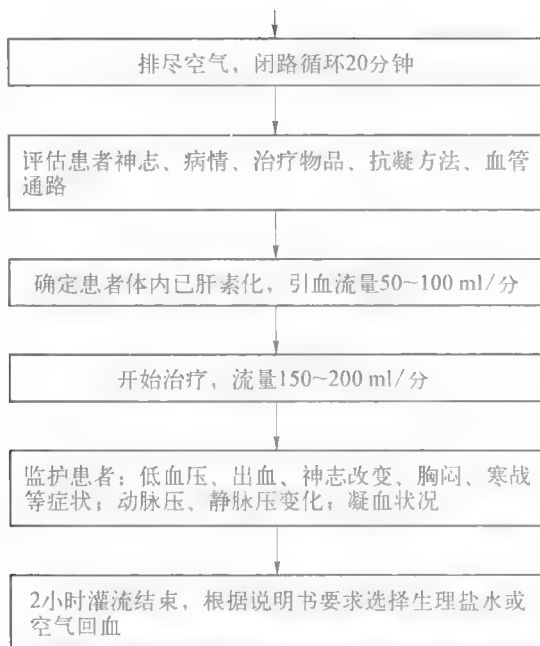 排尽空气，闭路循环20分钟
评估患者神志、病情、治疗物品、抗凝方法、血管
通路
确定患者体内已肝素化，引血流量50~100 ml/分
开始治疗，流量150~200 ml/分
监护患者：低血压、出血、神志改变、胸闷、寒战
等症状；动脉压、静脉压变化；凝血状况
2小时灌流结束，根据说明书要求选择生理盐水或
空气回血